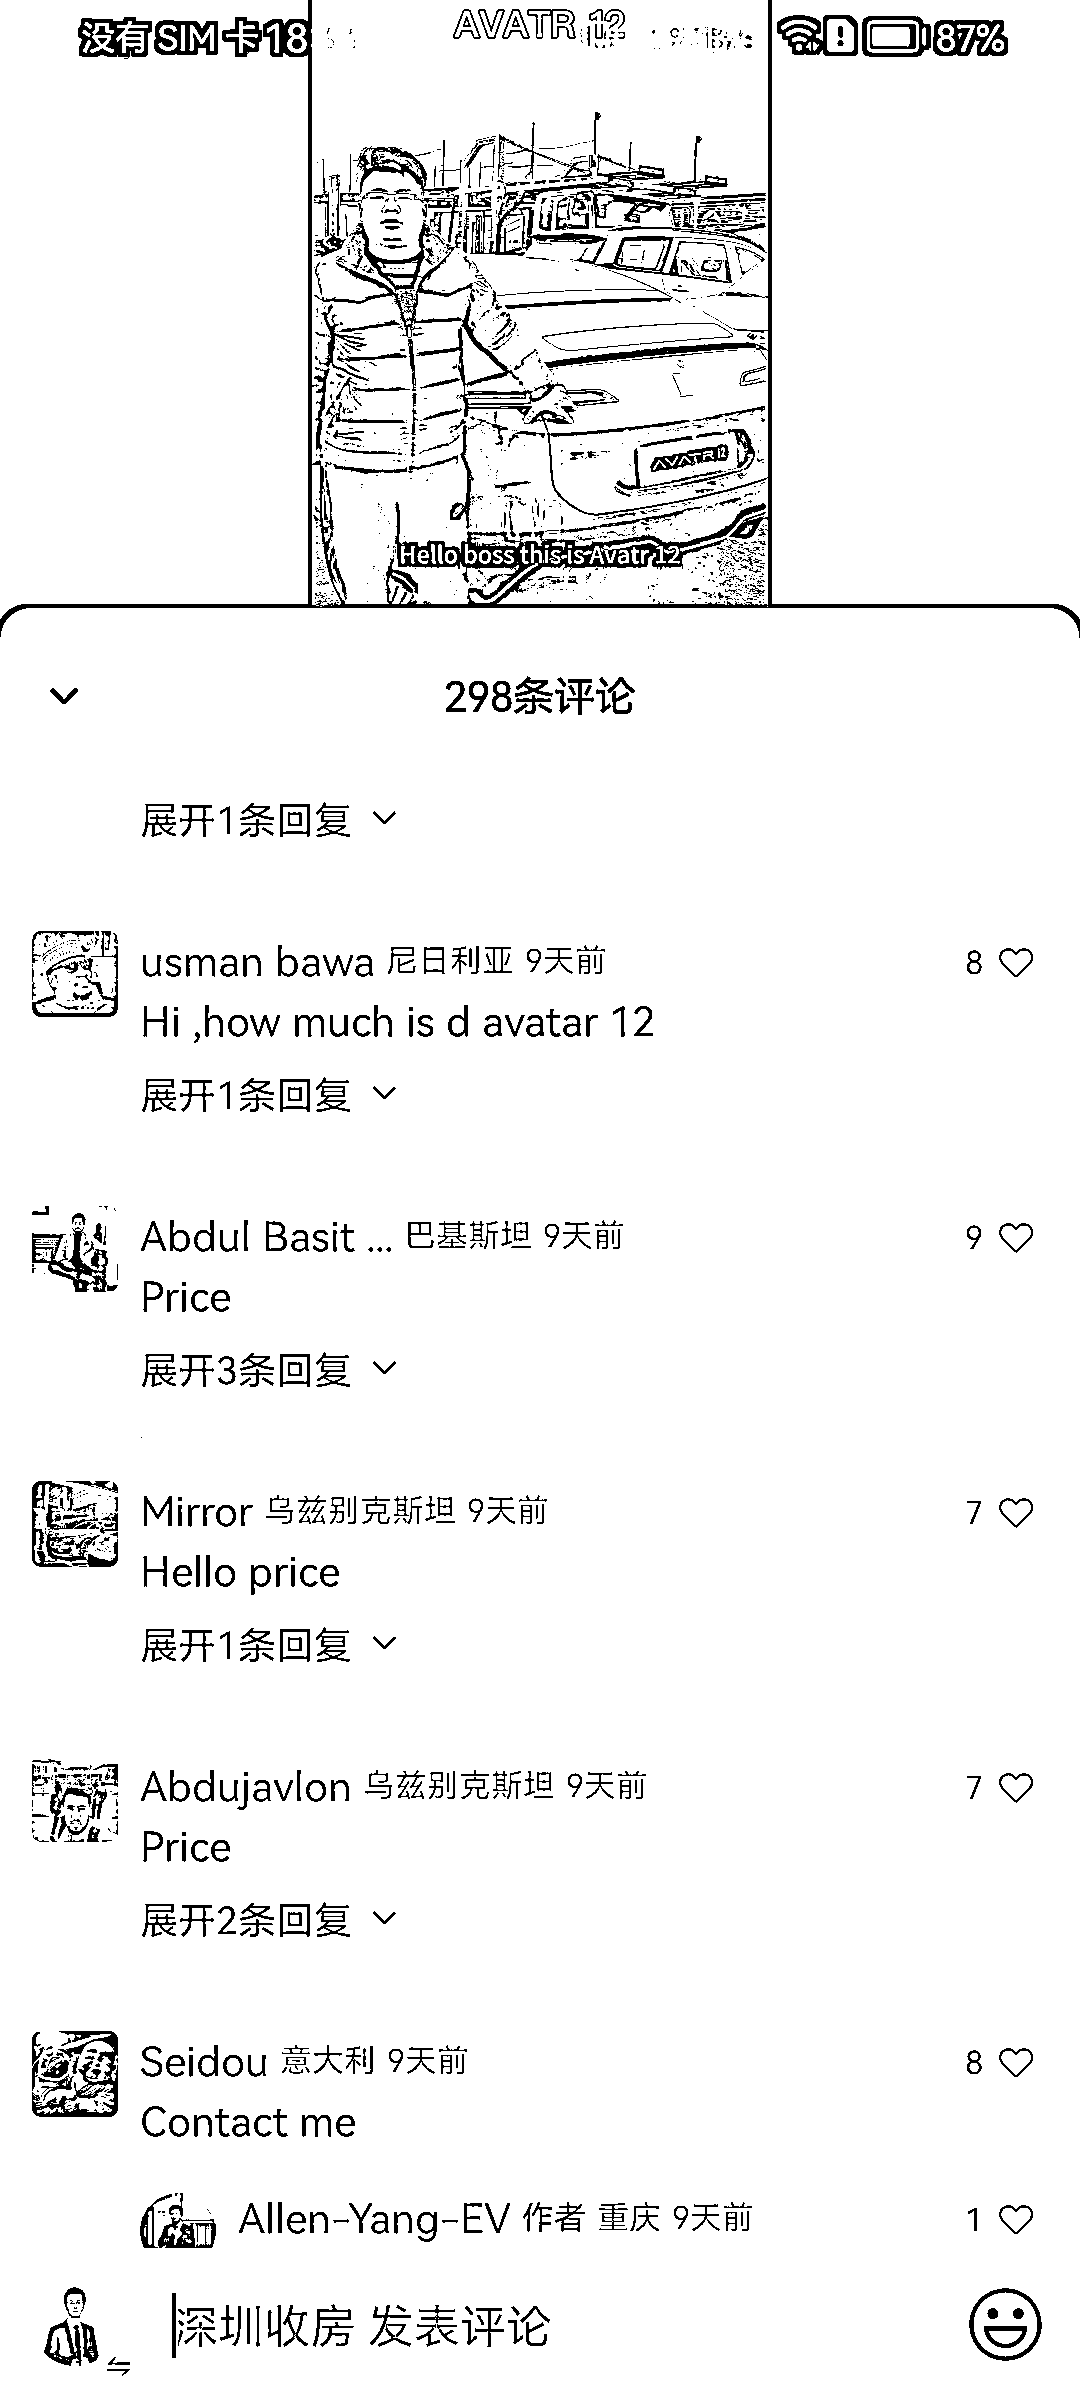 没有SIM卡18
AVATR 12
87%
AVATR 12
Hello boss this is Avatr 12
298条评论
展开1条回复
usman bawa 尼日利亚 9天前
8
Hi ,how much is d avatar 12
展开1条回复
Abdul Basit ... 巴基斯坦 9天前
9
Price
展开3条回复
Mirror 乌兹别克斯坦 9天前
7
Hello price
展开1条回复
Abdujavlon 乌兹别克斯坦 9天前
7
Price
展开2条回复
Seidou 意大利 9天前
8
Contact me
Allen-Yang-EV 作者 重庆 9天前
1
深圳收房 发表评论